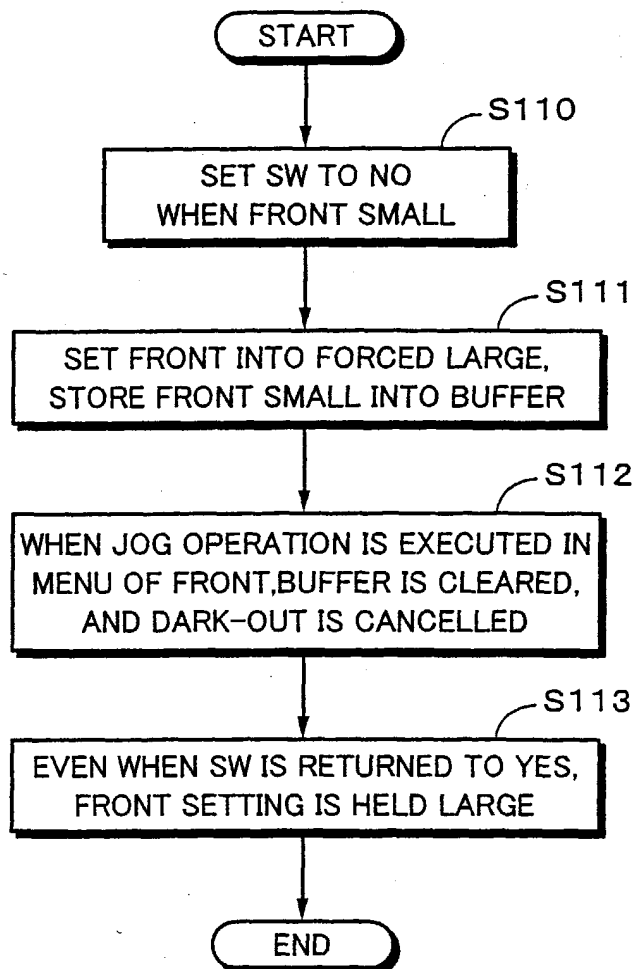 START
S110
SET SW TO NO
WHEN FRONT SMALL
S111
SET FRONT INTO FORCED LARGE,
STORE FRONT SMALL INTO BUFFER
S112
WHEN JOG OPERATION IS EXECUTED IN
MENU OF FRONT,BUFFER IS CLEARED,
AND DARK-OUT IS CANCELLED
S113
EVEN WHEN SW IS RETURNED TO YES,
FRONT SETTING IS HELD LARGE
END